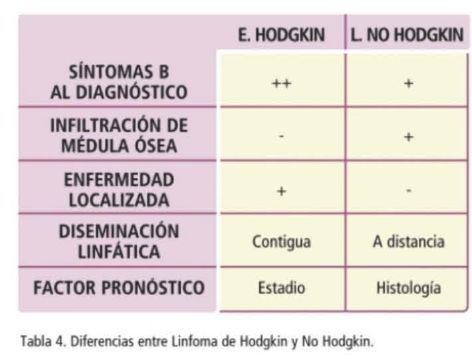 E. HODGKIN L. NO HODGKIN
SÍNTOMAS B
AL DIAGNÓSTICO ++ +
INFILTRACIÓN DE
MÉDULA ÓSEA - +
ENFERMEDAD
LOCALIZADA + -
DISEMINACIÓN
LINFÁTICA Contigua A distancia
FACTOR PRONÓSTICO Estadio Histología
Tabla 4. Diferencias entre Linfoma de Hodgkin y No Hodgkin.